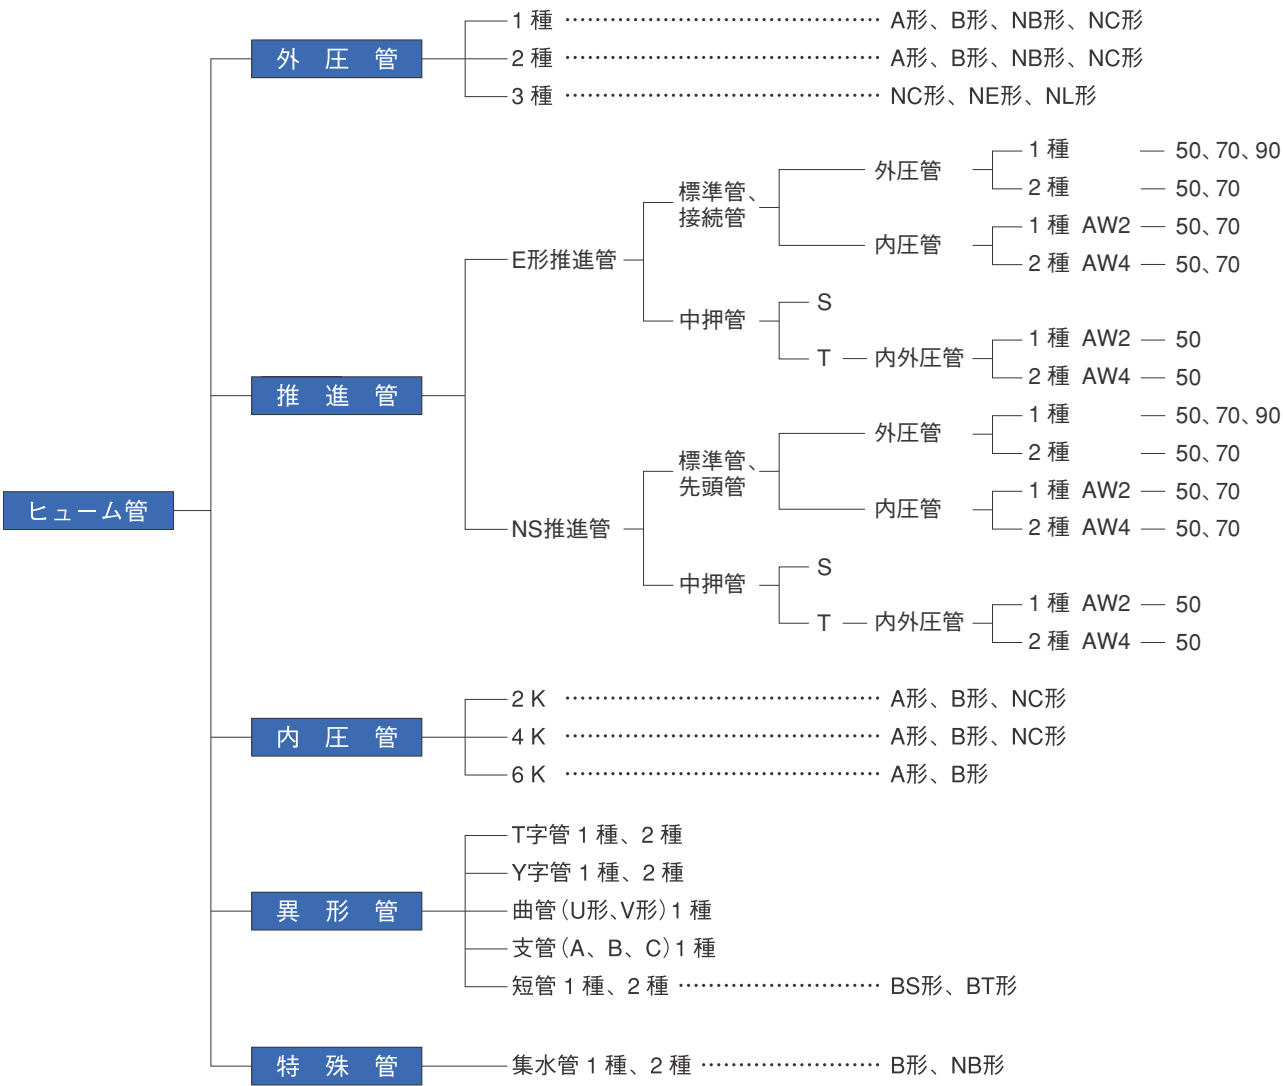 1 種 ………………………………… A形、B形、NB形、NC形
外 圧 管 2 種 ………………………………… A形、B形、NB形、NC形
3 種 ………………………………… NC形、NE形、NL形
1 種 50、70、90
外圧管
標準管、 2 種 50、70
接続管
1 種 AW2 50、70
内圧管
E形推進管 2 種 AW4 50、70
S
中押管
1 種 AW2 50
T 内外圧管
2 種 AW4 50
推 進 管
1 種 50、70、90
外圧管
標準管、 2 種 50、70
先頭管
1 種 AW2 50、70
ヒューム管 内圧管
NS推進管 2 種 AW4 50、70
S
中押管
1 種 AW2 50
T 内外圧管
2 種 AW4 50
2 K ………………………………… A形、B形、NC形
内 圧 管 4 K ………………………………… A形、B形、NC形
6 K ………………………………… A形、B形
T字管 1 種、2 種
Y字管 1 種、2 種
異 形 管 曲管(U形、V形)1 種
支管(A、B、C)1 種
短管 1 種、2 種 …………………… BS形、BT形
特 殊 管 集水管 1 種、2 種 ………………… B形、NB形